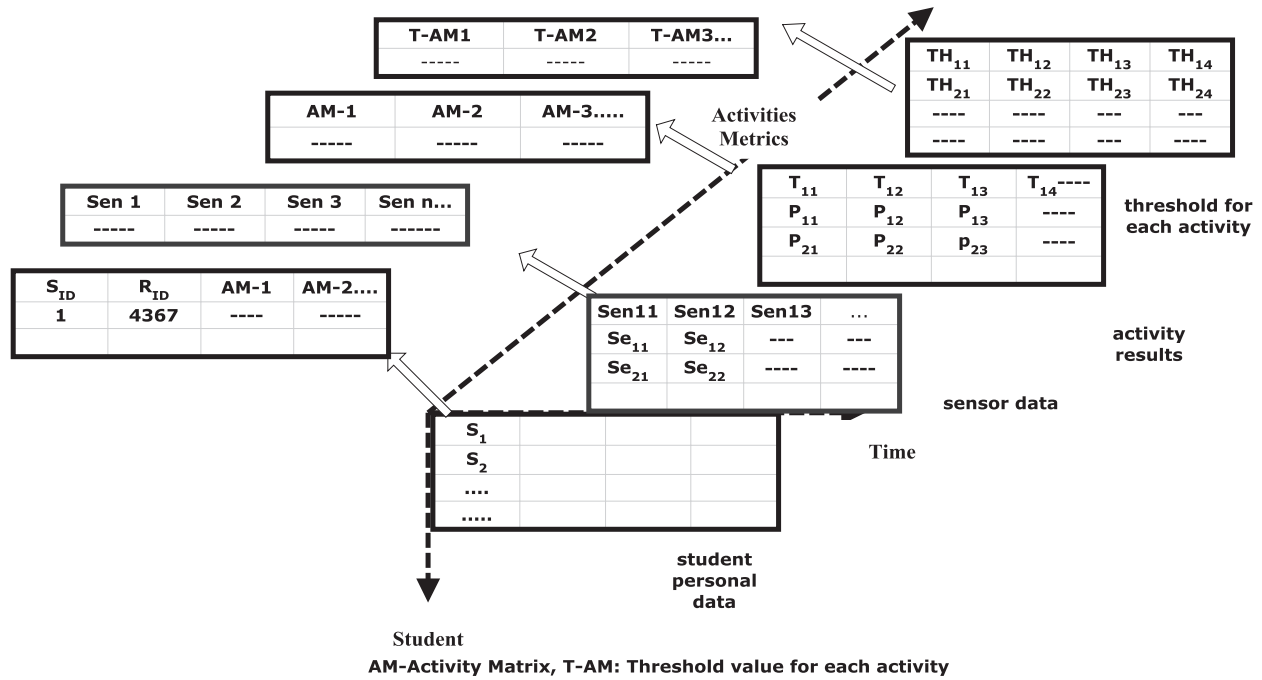 T-AM1 T-AM2 T-AM3...
----- ----- -----
TH11 TH12 TH13 TH14
TH21 TH22 TH23 TH24
---- ---- --- ----
---- ---- --- ----
AM-1 AM-2 AM-3.....
----- ----- -----
Activities
Metrics
T11 T12 T13 T14----
P11 P12 P13 ----
P21 P22 p23 ----
threshold for
each activity
Sen 1 Sen 2 Sen 3 Sen n...
----- ----- ----- ------
SID RID AM-1 AM-2....
1 4367 ---- -----
Sen11 Sen12 Sen13 ...
Se11 Se12 --- ---
Se21 Se22 ---- ----
activity
results
sensor data
S1
S2
....
.....
Time
student
personal
data
Student
AM-Activity Matrix, T-AM: Threshold value for each activity